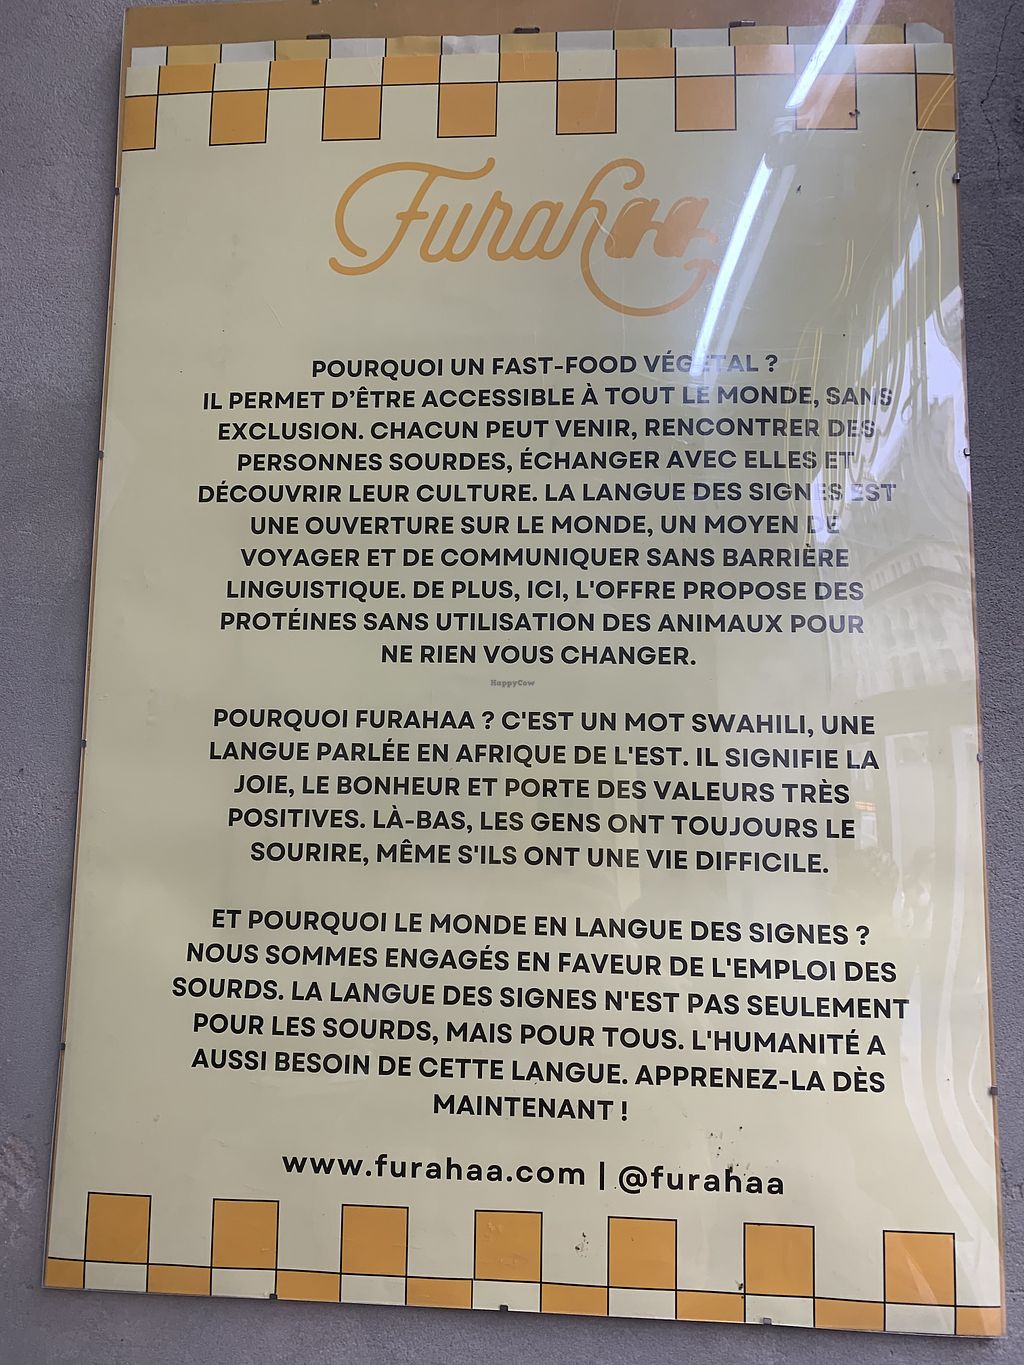 Furahaa
POURQUOI UN FAST-FOOD VÉGÉTAL ?
IL PERMET D'ÊTRE ACCESSIBLE À TOUT LE MONDE, SANS
EXCLUSION. CHACUN PEUT VENIR, RENCONTRER DES
PERSONNES SOURDES, ÉCHANGER AVEC ELLES ET
DÉCOUVRIR LEUR CULTURE. LA LANGUE DES SIGNES EST
UNE OUVERTURE SUR LE MONDE, UN MOYEN DE
VOYAGER ET DE COMMUNIQUER SANS BARRIÈRE
LINGUISTIQUE. DE PLUS, ICI, L'OFFRE PROPOSE DES
PROTÉINES SANS UTILISATION DES ANIMAUX POUR
NE RIEN VOUS CHANGER.
HappyCow
POURQUOI FURAHAA ? C'EST UN MOT SWAHILI, UNE
LANGUE PARLÉE EN AFRIQUE DE L'EST. IL SIGNIFIE LA
JOIE, LE BONHEUR ET PORTE DES VALEURS TRÈS
POSITIVES. LÀ-BAS, LES GENS ONT TOUJOURS LE
SOURIRE, MÊME S'ILS ONT UNE VIE DIFFICILE.
ET POURQUOI LE MONDE EN LANGUE DES SIGNES ?
NOUS SOMMES ENGAGÉS EN FAVEUR DE L'EMPLOI DES
SOURDS. LA LANGUE DES SIGNES N'EST PAS SEULEMENT
POUR LES SOURDS, MAIS POUR TOUS. L'HUMANITÉ A
AUSSI BESOIN DE CETTE LANGUE. APPRENEZ-LA DÈS
MAINTENANT !
www.furahaa.com | @furahaa